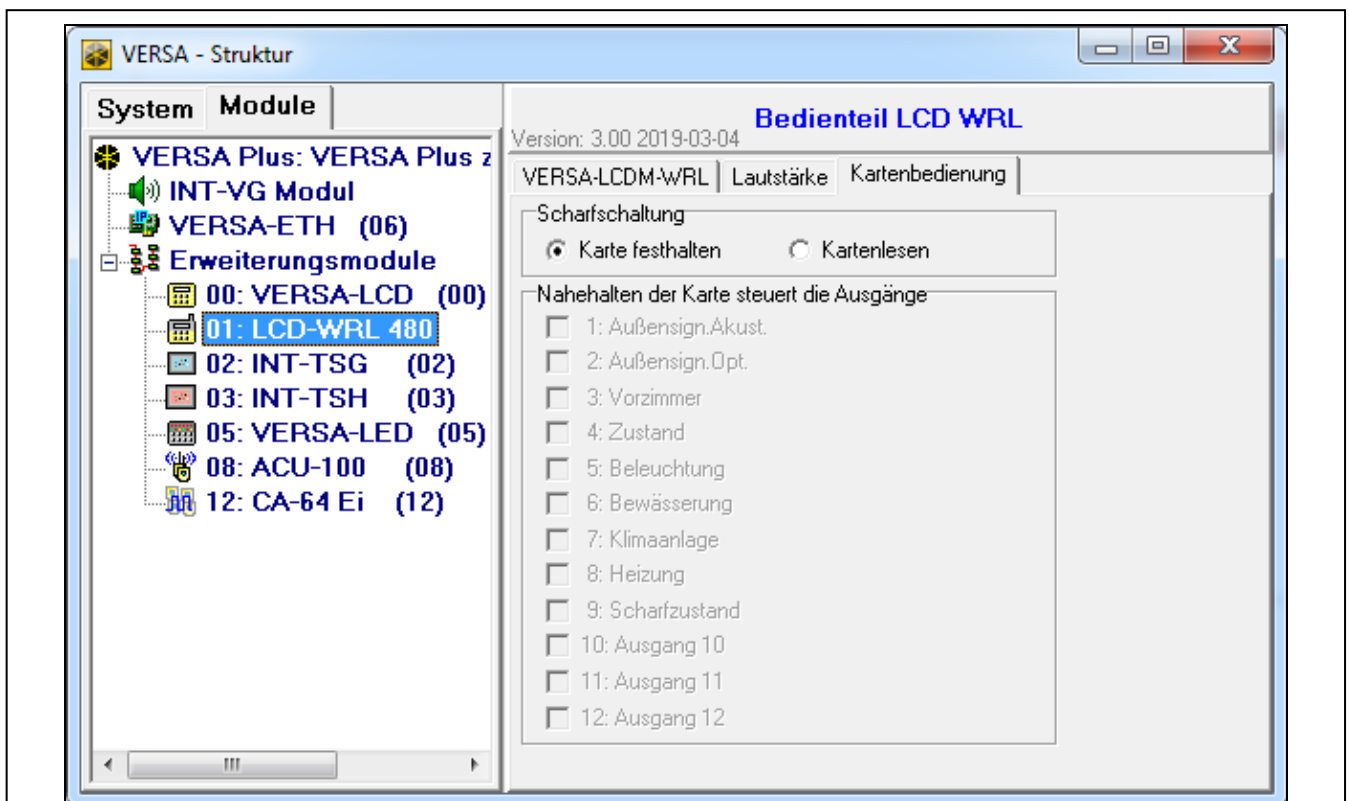 VERSA - Struktur
System Module
VERSA Plus: VERSA Plus z
INT-VG Modul
VERSA-ETH (06)
Erweiterungsmodule
00: VERSA-LCD (00)
01: LCD-WRL 480
02: INT-TSG (02)
03: INT-TSH (03)
05: VERSA-LED (05)
08: ACU-100 (08)
12: CA-64 Ei (12)
Bedienteil LCD WRL
Version: 3.00 2019-03-04
VERSA-LCDM-WRL Lautstärke Kartenbedienung
Scharfschaltung
Karte festhalten Kartenlesen
Nahehalten der Karte steuert die Ausgänge
1: Außensign.Akust.
2: Außensign.Opt.
3: Vorzimmer
4: Zustand
5: Beleuchtung
6: Bewässerung
7: Klimaanlage
8: Heizung
9: Scharfzustand
10: Ausgang 10
11: Ausgang 11
12: Ausgang 12